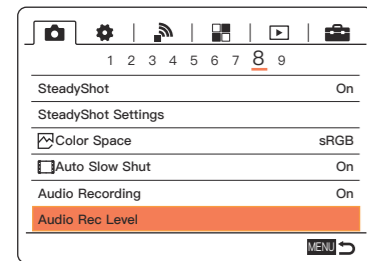 1 2 3 4 5 6 7 8 9
SteadyShot On
SteadyShot Settings
Color Space sRGB
Auto Slow Shut On
Audio Recording On
Audio Rec Level
MENU